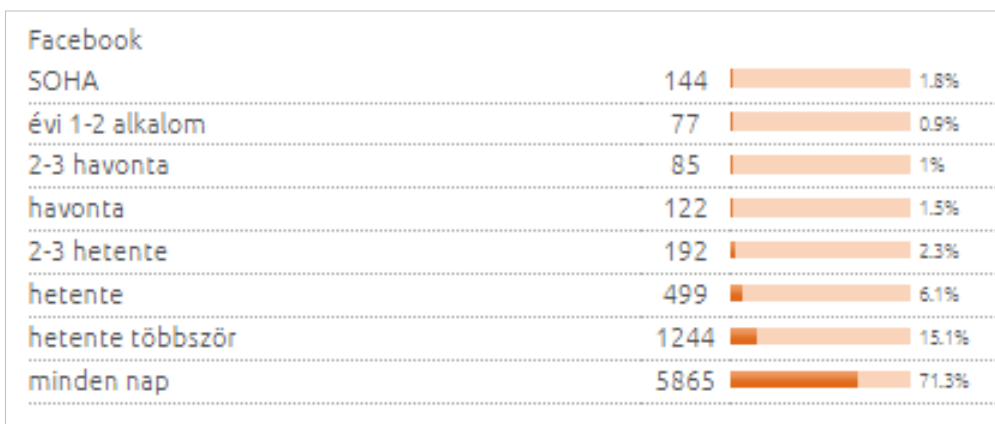 Facebook
SOHA 144 1.8%
évi 1-2 alkalom 77 0.9%
2-3 havonta 85 1%
havonta 122 1.5%
2-3 hetente 192 2.3%
hetente 499 6.1%
hetente többször 1244 15.1%
minden nap 5865 71.3%